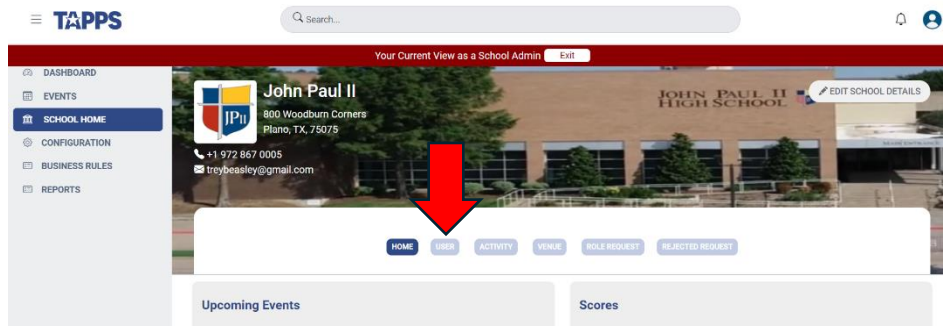 TAPPS
Search...
Your Current View as a School Admin Exit
DASHBOARD
EVENTS
SCHOOL HOME
CONFIGURATION
BUSINESS RULES
REPORTS
JPII
John Paul II
800 Woodburn Corners
Plano, TX, 75075
+1 972 867 0005
treybeasley@gmail.com
JOHN PAUL II
HIGH SCHOOL
EDIT SCHOOL DETAILS
HOME USER ACTIVITY VENUE ROLE REQUEST REJECTED REQUEST
Upcoming Events
Scores